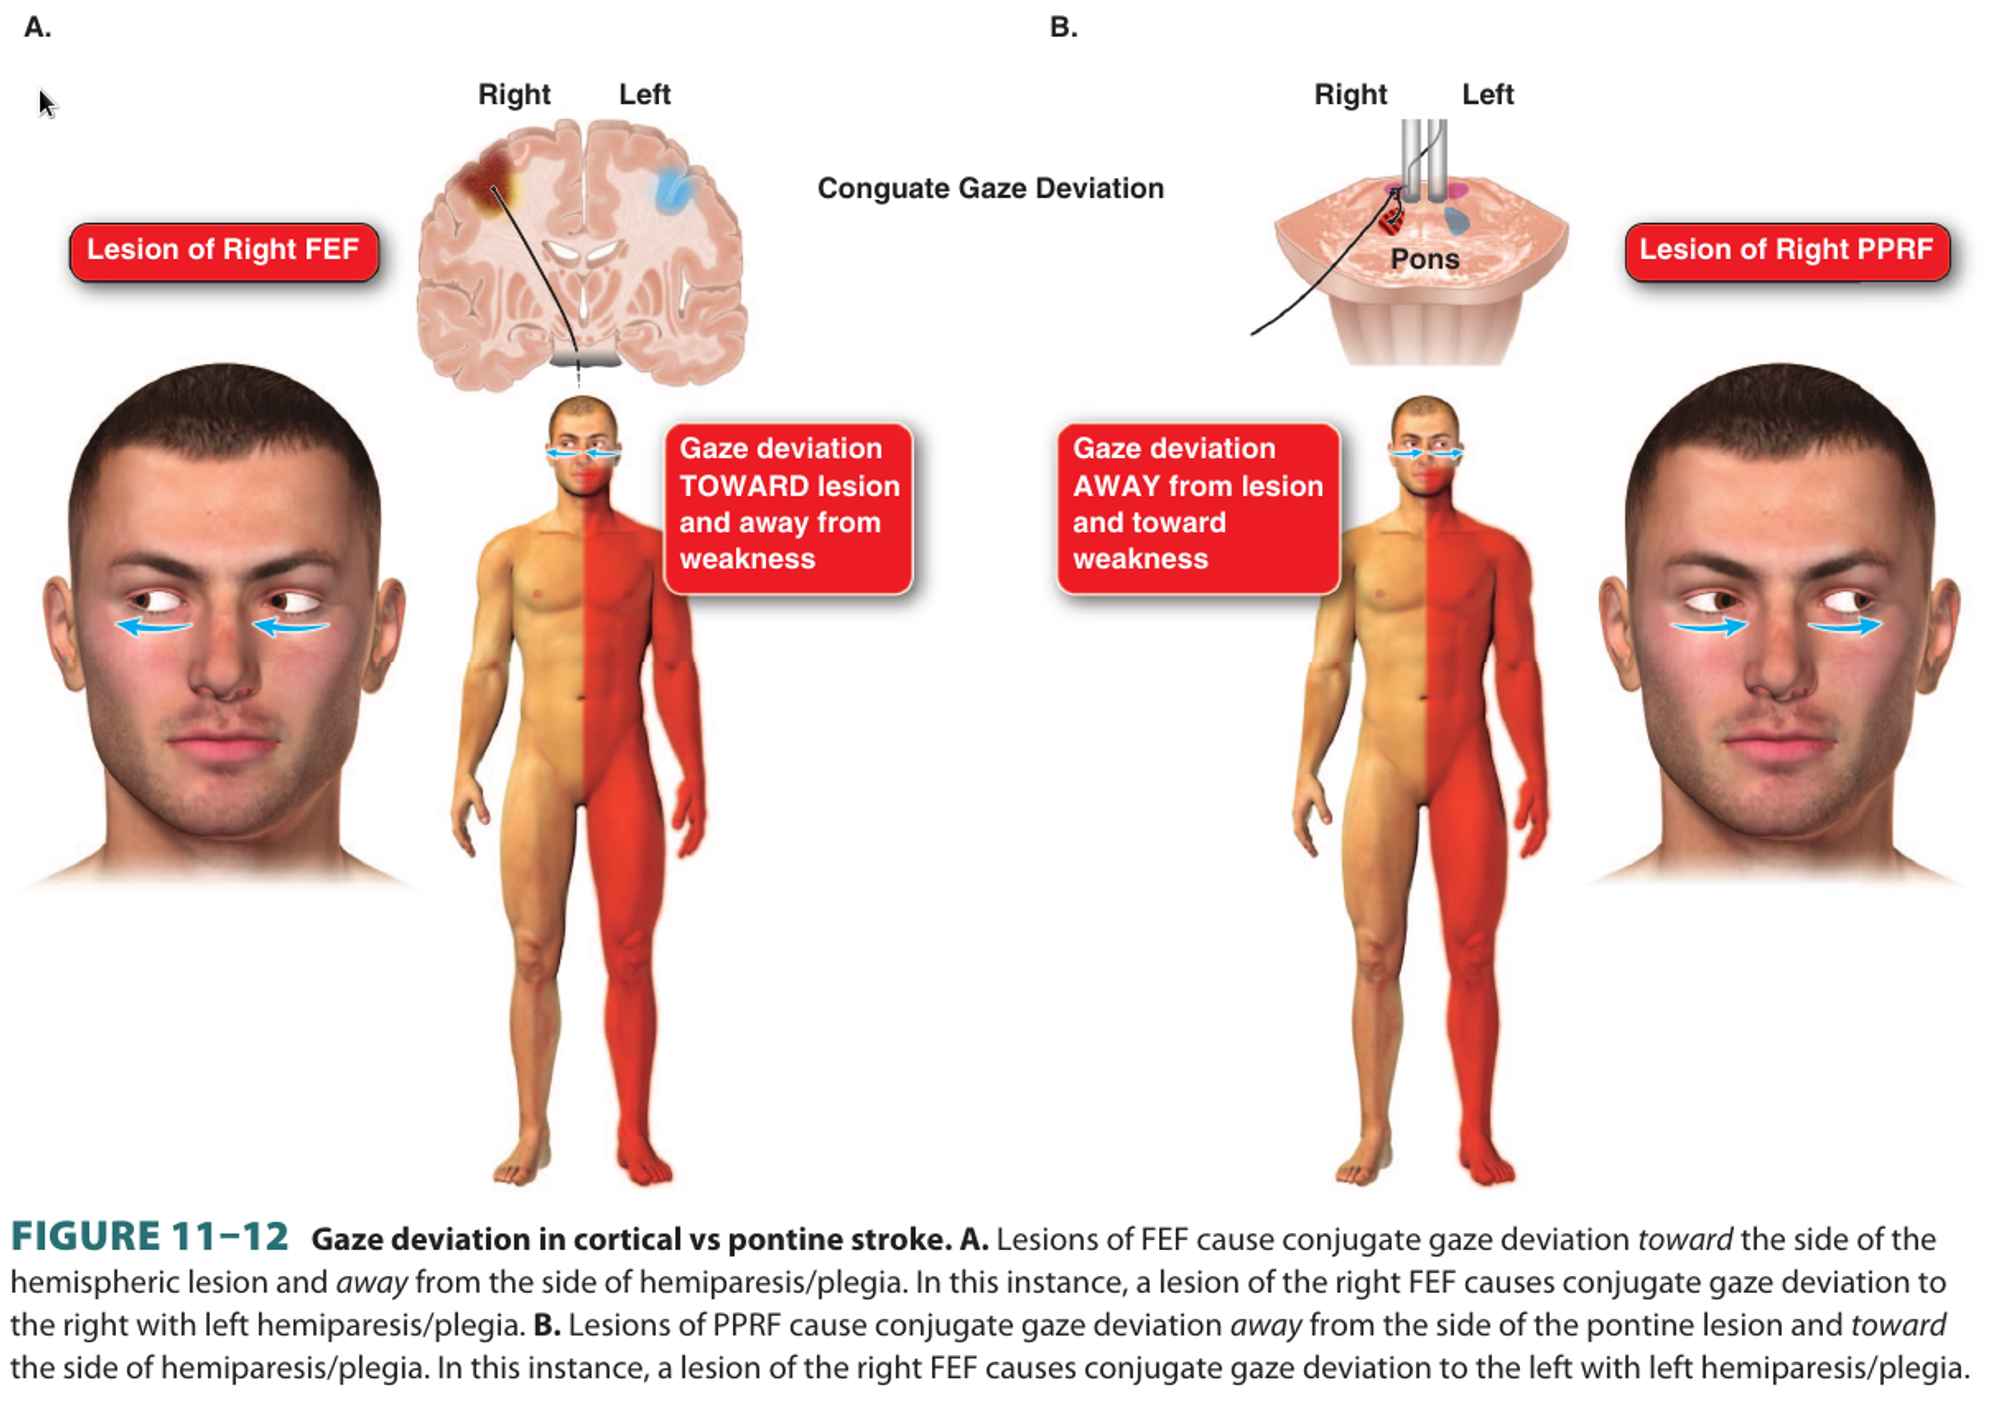 A.
B.
Right Left
Right Left
Conguate Gaze Deviation
Lesion of Right FEF
Pons
Lesion of Right PPRF
Gaze deviation
TOWARD lesion
and away from
weakness
Gaze deviation
AWAY from lesion
and toward
weakness
FIGURE 11–12 Gaze deviation in cortical vs pontine stroke. A. Lesions of FEF cause conjugate gaze deviation toward the side of the
hemispheric lesion and away from the side of hemiparesis/plegia. In this instance, a lesion of the right FEF causes conjugate gaze deviation to
the right with left hemiparesis/plegia. B. Lesions of PPRF cause conjugate gaze deviation away from the side of the pontine lesion and toward
the side of hemiparesis/plegia. In this instance, a lesion of the right FEF causes conjugate gaze deviation to the left with left hemiparesis/plegia.